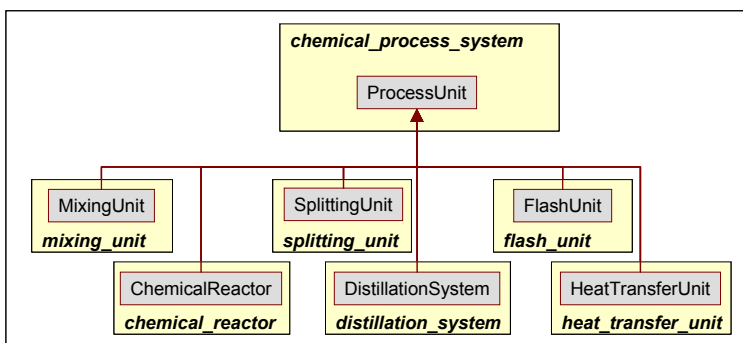 chemical_process_system
ProcessUnit
MixingUnit
mixing_unit
SplittingUnit
splitting_unit
FlashUnit
flash_unit
ChemicalReactor
chemical_reactor
DistillationSystem
distillation_system
HeatTransferUnit
heat_transfer_unit